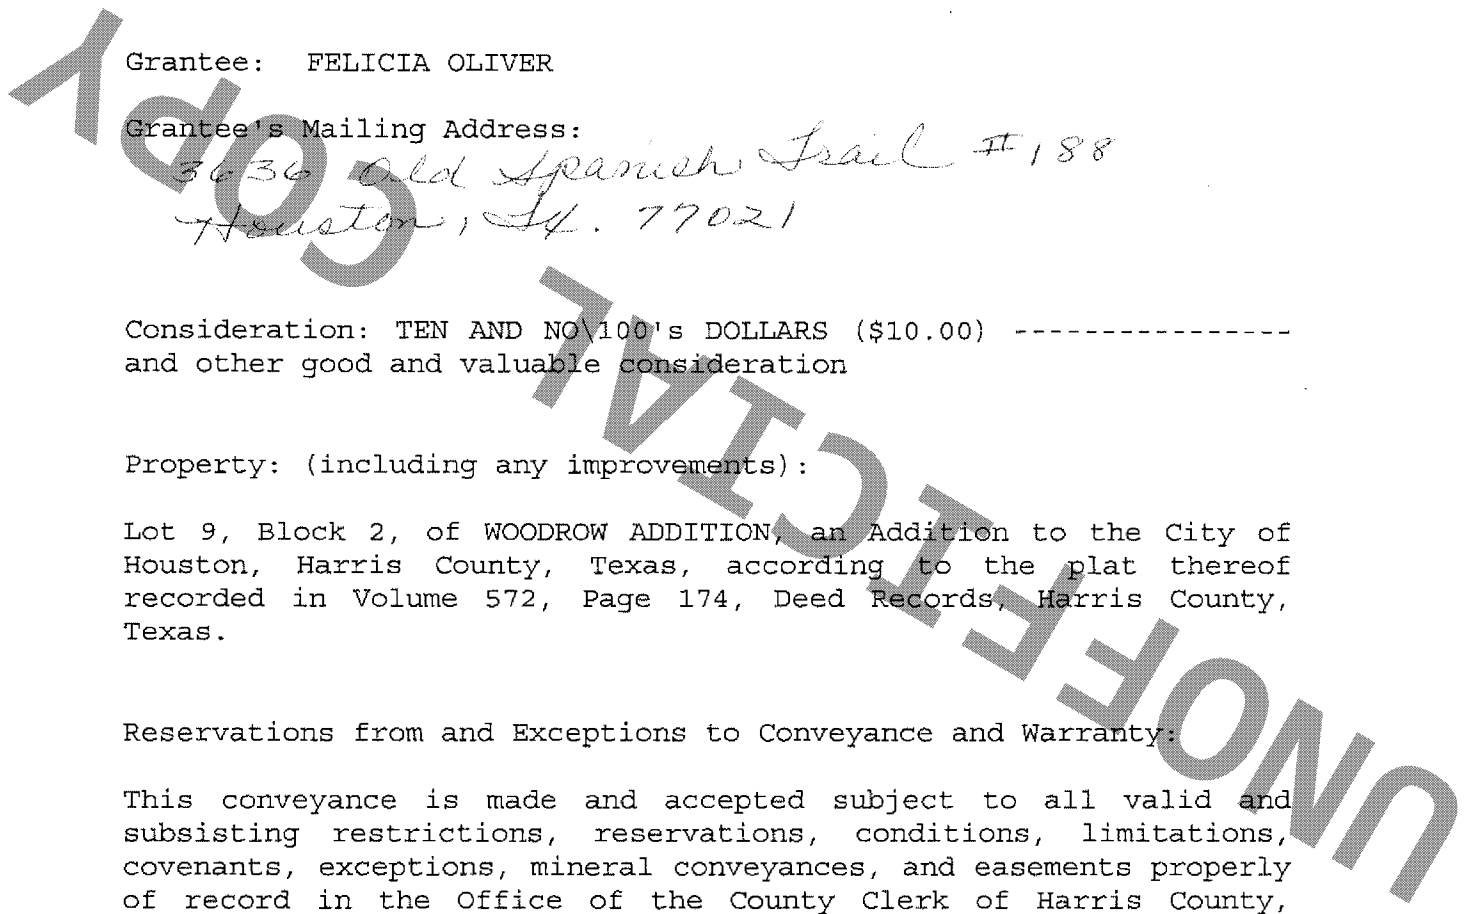 Grantee: FELICIA OLIVER
Grantee's Mailing Address:
3636 Old Spanish Trail #188
Houston, Tx. 77021
Consideration: TEN AND NO\100's DOLLARS ($10.00) ----------------
and other good and valuable consideration
Property: (including any improvements):
Lot 9, Block 2, of WOODROW ADDITION, an Addition to the City of
Houston, Harris County, Texas, according to the plat thereof
recorded in Volume 572, Page 174, Deed Records, Harris County,
Texas.
Reservations from and Exceptions to Conveyance and Warranty:
This conveyance is made and accepted subject to all valid and
subsisting restrictions, reservations, conditions, limitations,
covenants, exceptions, mineral conveyances, and easements properly
of record in the Office of the County Clerk of Harris County,
UNOFFICIAL COPY